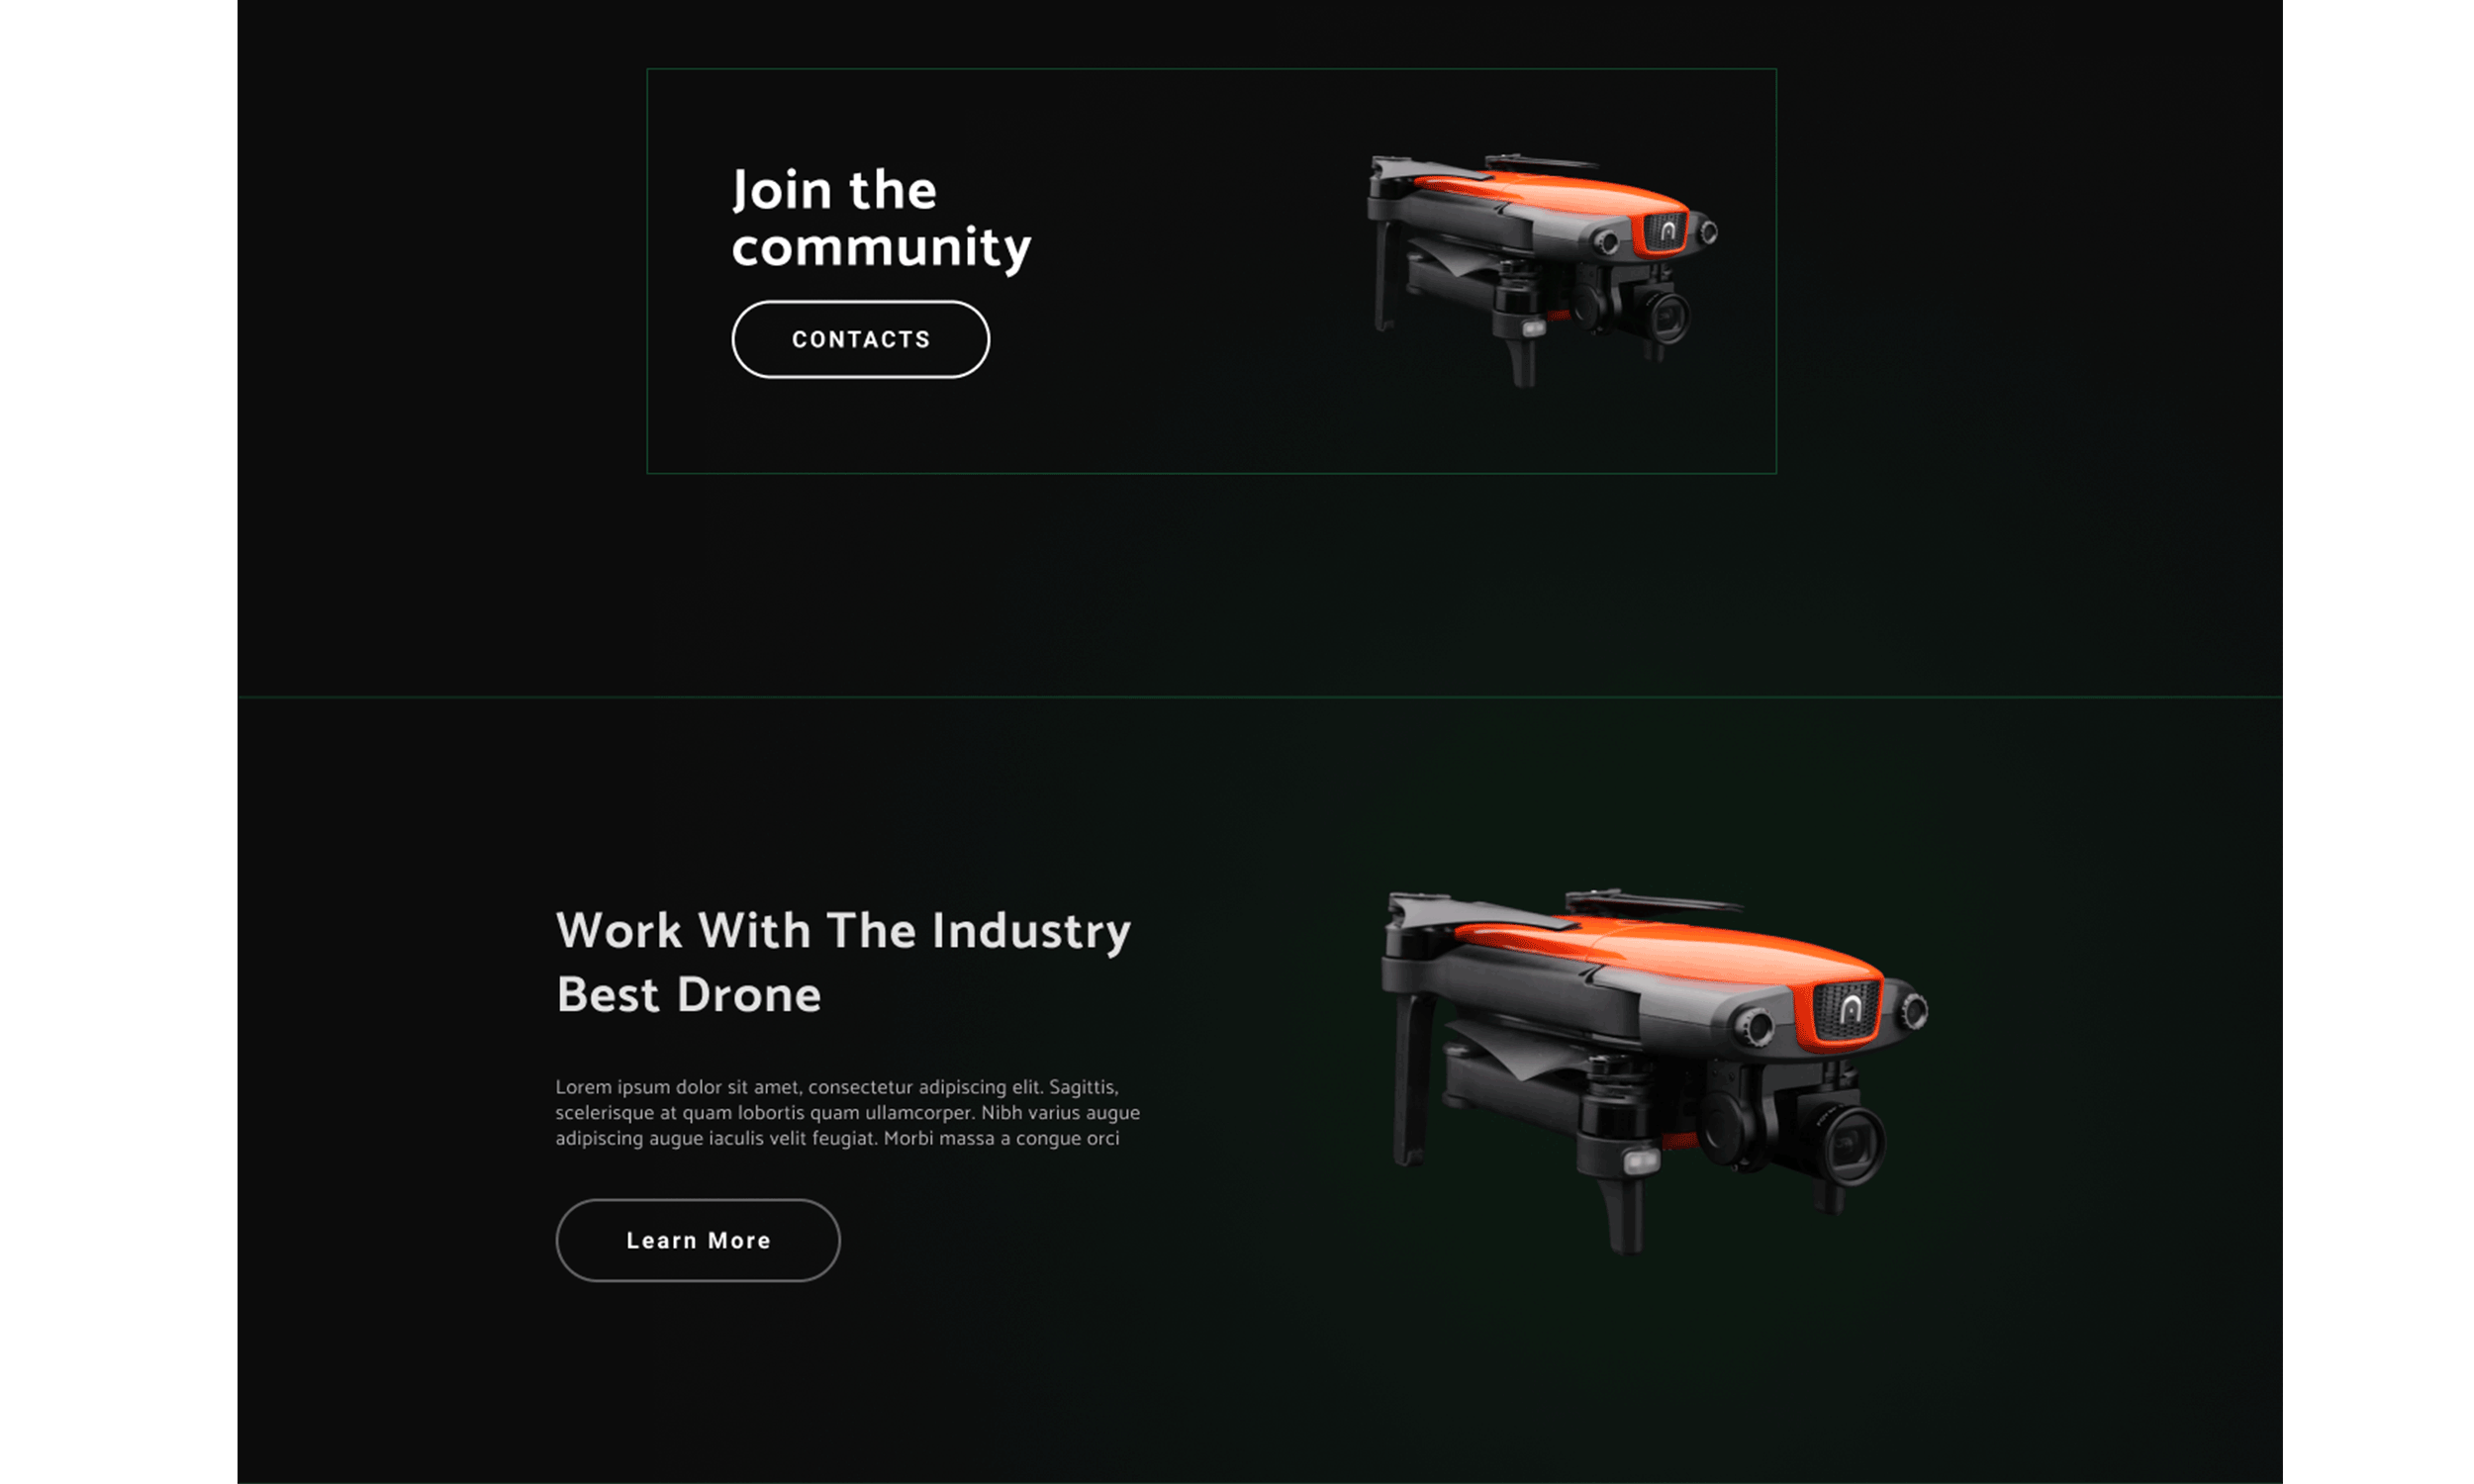 Join the
community
CONTACTS
Work With The Industry
Best Drone
Lorem ipsum dolor sit amet, consectetur adipiscing elit. Sagittis,
scelerisque at quam lobortis quam ullamcorper. Nibh varius augue
adipiscing augue iaculis velit feugiat. Morbi massa a congue orci
Learn More